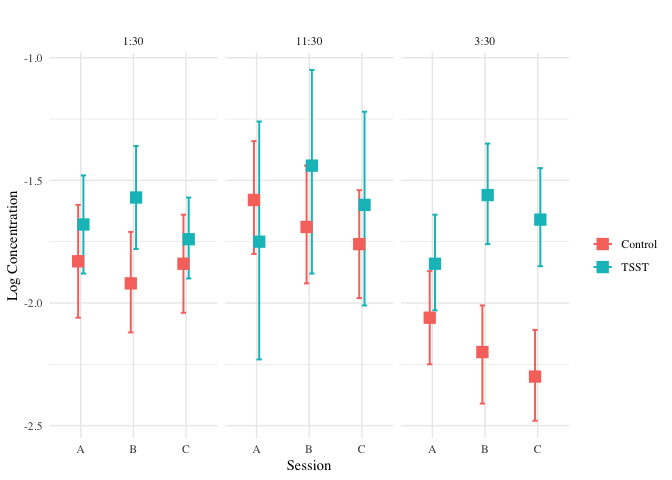 1:30 11:30 3:30
-1.0
-1.5
-2.0
-2.5
Log Concentration
A B C A B C A B C
Session
Control
TSST